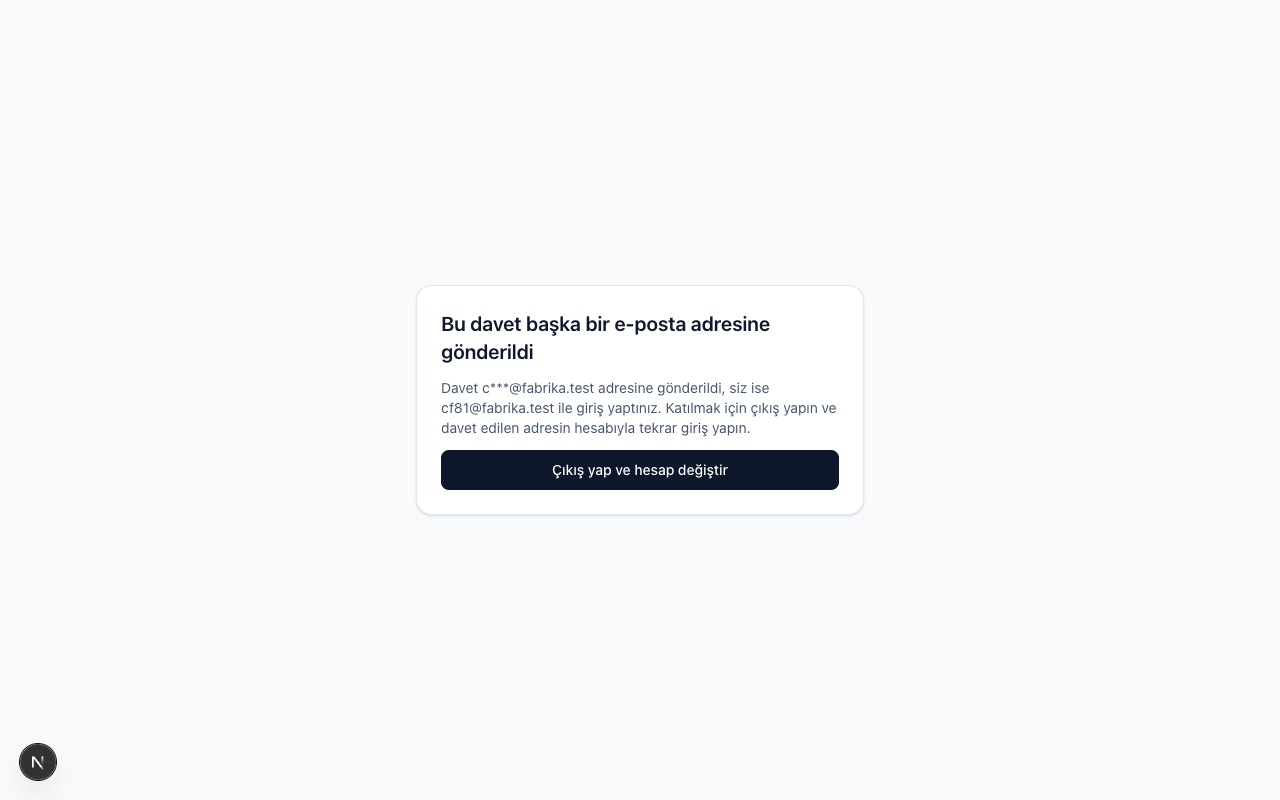 Bu davet başka bir e-posta adresine
gönderildi
Davet c***@fabrika.test adresine gönderildi, siz ise
cf81@fabrika.test ile giriş yaptınız. Katılmak için çıkış yapın ve
davet edilen adresin hesabıyla tekrar giriş yapın.
Çıkış yap ve hesap değiştir
N